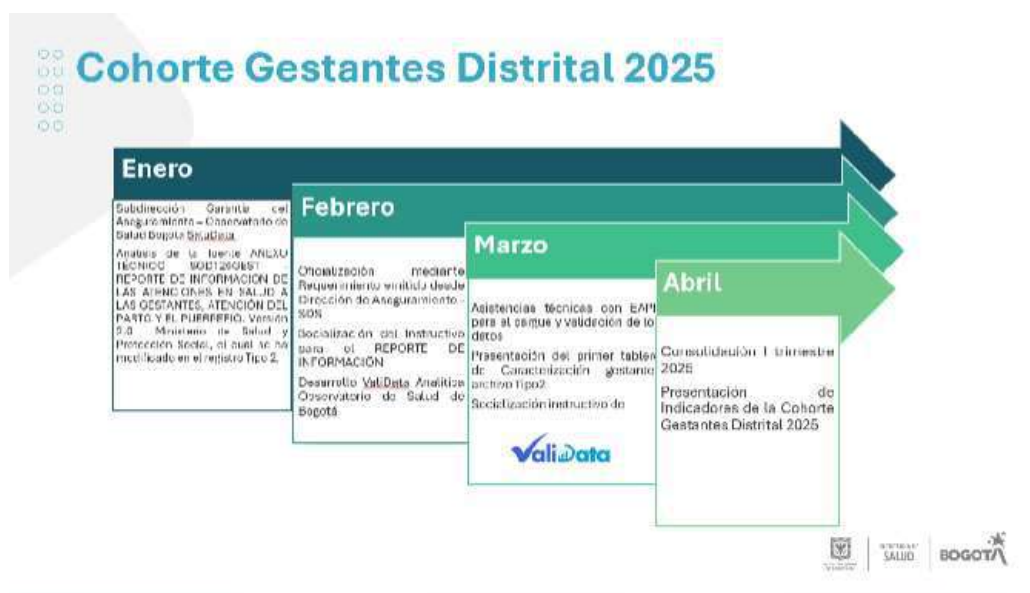 Cohorte Gestantes Distrital 2025
Enero
Subdirección Garantía del
Aseguramiento – Observatorio de
Salud Bogotá SaluData
Análisis de la fuente ANEXO
TÉCNICO
REPORTE DE INFORMACIÓN DE
LAS ATENCIONES EN SALUD A
LAS GESTANTES, ATENCIÓN DEL
PARTO Y EL PUERPERIO. Versión
Ministerio de Salud y
Protección Social, el cual se ha
modificado en el registro Tipo 2.
Febrero
Oficialización mediante
Requerimiento emitido desde
Dirección de Aseguramiento -
SDS
Socialización del Instructivo
para el REPORTE DE
INFORMACIÓN
Desarrollo ValiData Analítica
Observatorio de Salud de
Bogotá
Marzo
Asistencias técnicas con EAPB
para el cargue y validación de lo
datos
Presentación del primer tabler
de Caracterización gestante
archivo Tipo2
Socialización instructivo de
ValiData
Abril
Consolidación I trimestre
2025
Presentación de
Indicadores de la Cohorte
Gestantes Distrital 2025
SALUD
BOGOTÁ